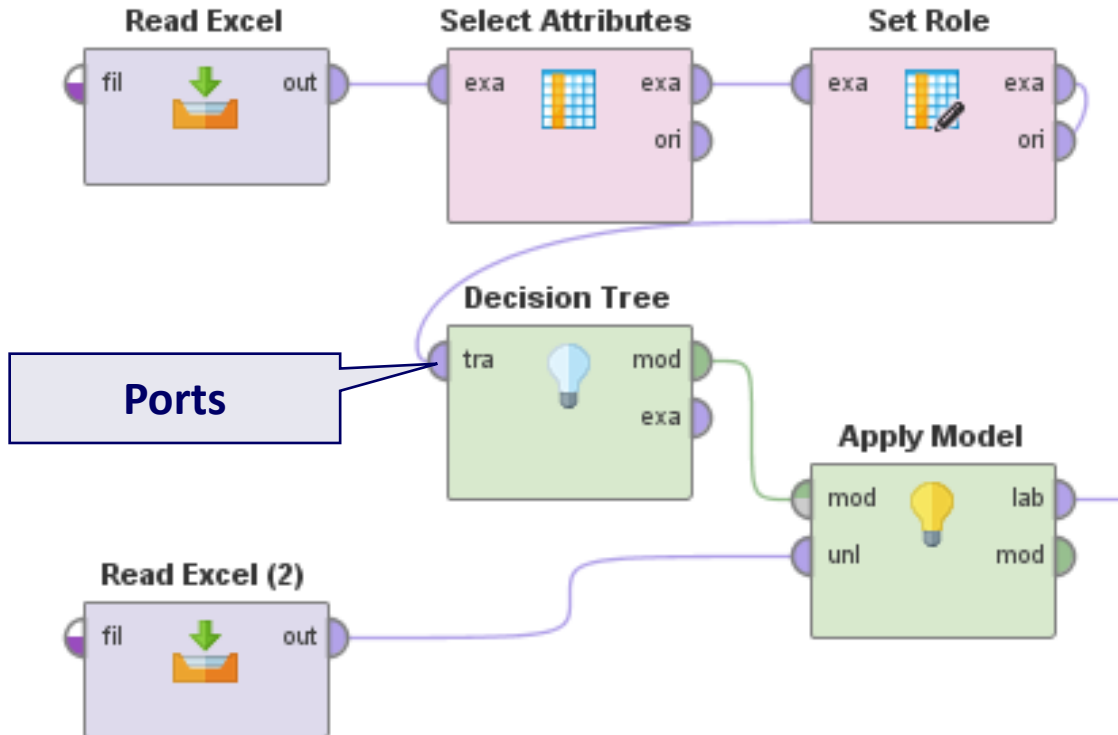 Read Excel
Select Attributes
Set Role
fil out
exa exa
ori
exa exa
ori
Decision Tree
tra mod
exa
Ports
Apply Model
mod lab
unl mod
Read Excel (2)
fil out